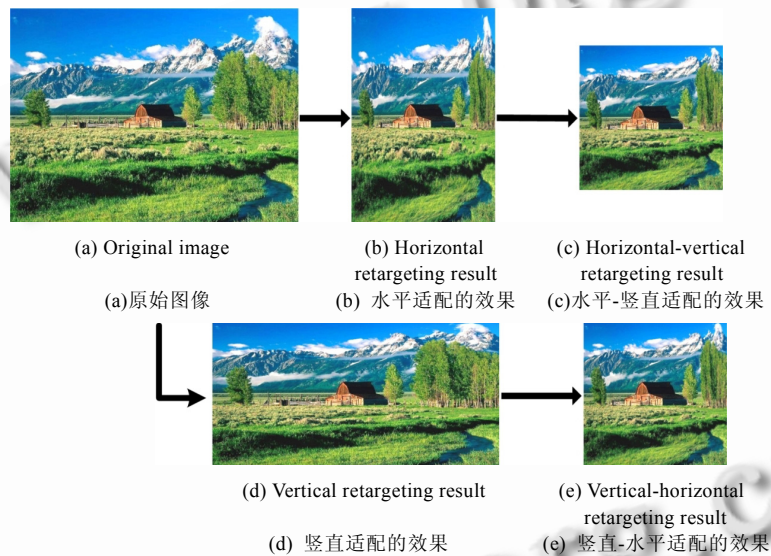 (a) Original image
(b) Horizontal
retargeting result
(c) Horizontal-vertical
retargeting result
(a)原始图像
(b) 水平适配的效果
(c)水平-竖直适配的效果
(d) Vertical retargeting result
(e) Vertical-horizontal
retargeting result
(d) 竖直适配的效果
(e) 竖直-水平适配的效果